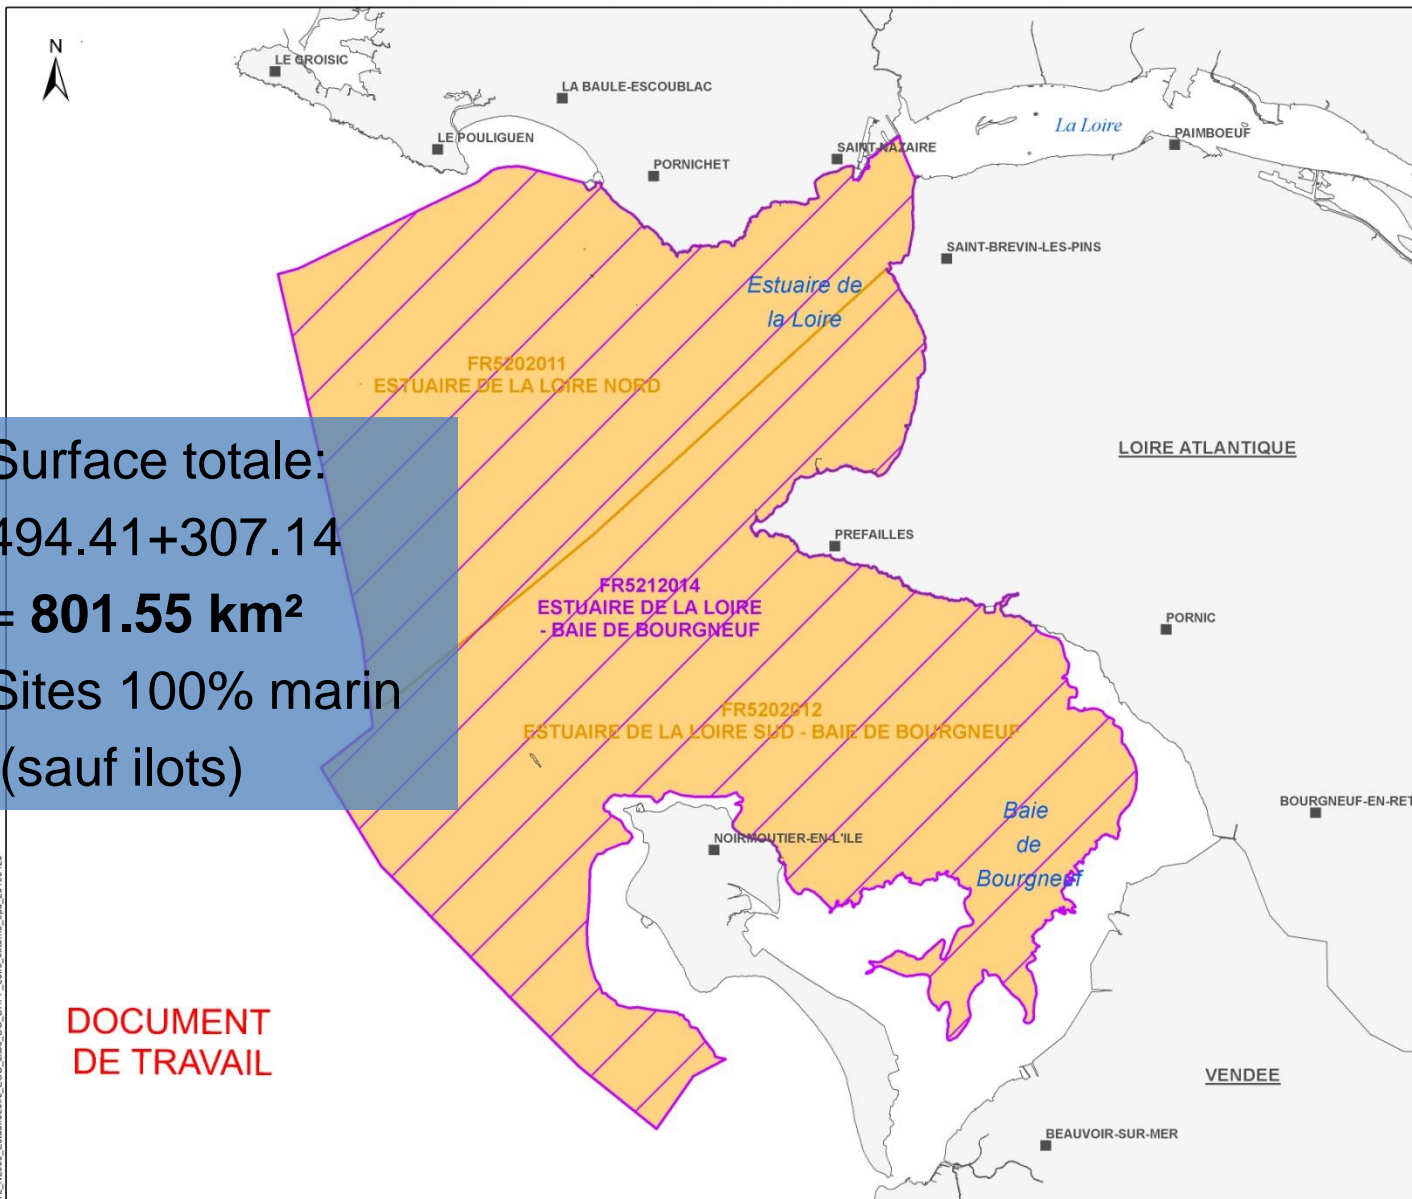 N
LE CROISIC
LA BAULE-ESCOUBLAC
LE POULIGUEN
PORNICHET
SAINT-NAZAIRE
La Loire
PAIMBOEUF
SAINT-BREVIN-LES-PINS
Estuaire de
la Loire
FR5202011
ESTUAIRE DE LA LOIRE NORD
LOIRE ATLANTIQUE
Surface totale:
494.41+307.14
= 801.55 km²
Sites 100% marin
(sauf ilots)
PREFAILLES
FR5212014
ESTUAIRE DE LA LOIRE
- BAIE DE BOURGNEUF
PORNIC
FR5202012
ESTUAIRE DE LA LOIRE SUD - BAIE DE BOURGNEUF
BOURGNEUF-EN-RET
Baie
de
Bourgneuf
NOIRMOUTIER-EN-L'ILE
DOCUMENT
DE TRAVAIL
VENDEE
BEAUVOIR-SUR-MER